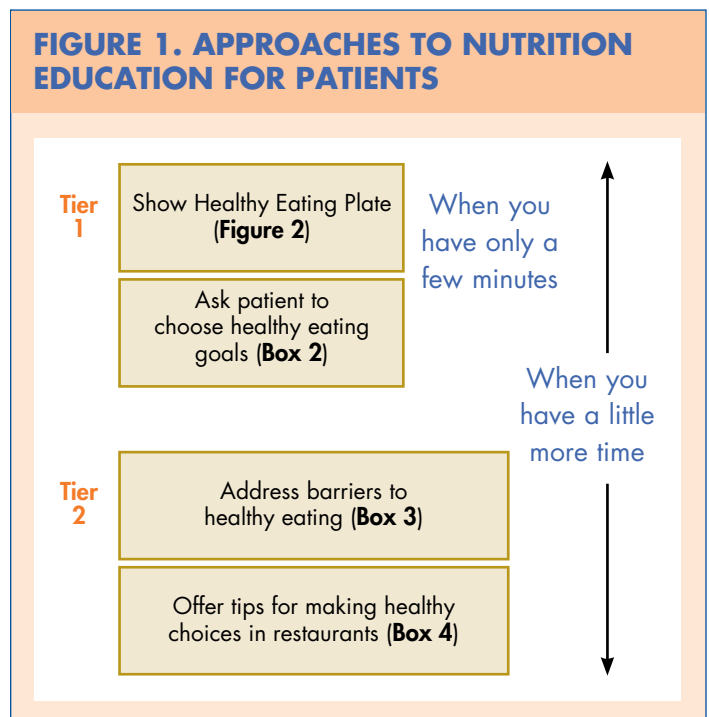 FIGURE 1. APPROACHES TO NUTRITION
EDUCATION FOR PATIENTS
Tier
1
Show Healthy Eating Plate
(Figure 2)
When you
have only a
few minutes
Ask patient to
choose healthy eating
goals (Box 2)
When you
have a little
more time
Tier
2
Address barriers to
healthy eating (Box 3)
Offer tips for making healthy
choices in restaurants (Box 4)